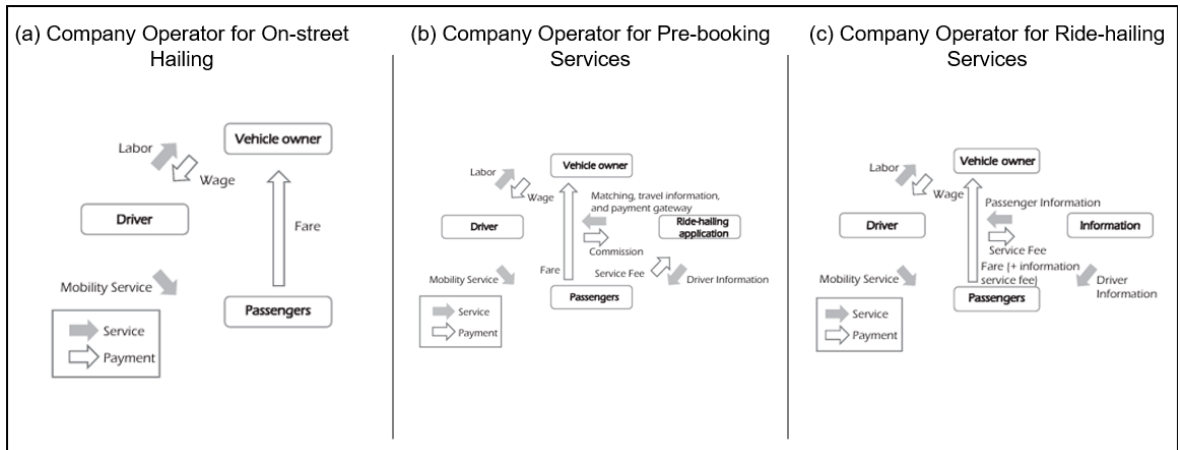 (a) Company Operator for On-street
Hailing
Vehicle owner
Labor
Wage
Driver
Fare
Mobility Service
Passengers
Service
Payment
(b) Company Operator for Pre-booking
Services
Vehicle owner
Labor
Wage
Matching, travel information,
and payment gateway
Driver
Ride-hailing
application
Commission
Fare
Service Fee
Mobility Service
Driver Information
Passengers
Service
Payment
(c) Company Operator for Ride-hailing
Services
Vehicle owner
Labor
Wage
Passenger Information
Driver
Information
Service Fee
Fare (+ information
service fee)
Mobility Service
Driver
Information
Passengers
Service
Payment